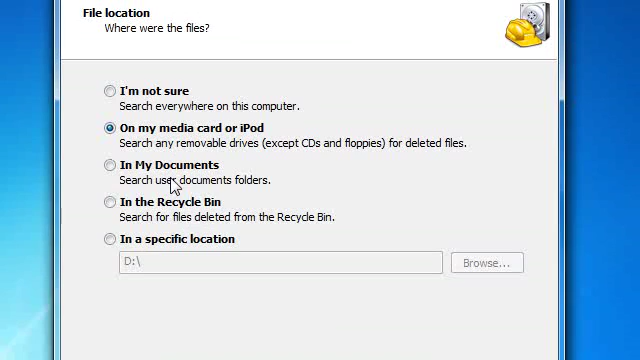 File location
Where were the files?
I'm not sure
Search everywhere on this computer.
On my media card or iPod
Search any removable drives (except CDs and floppies) for deleted files.
In My Documents
Search user documents folders.
In the Recycle Bin
Search for files deleted from the Recycle Bin.
In a specific location
D:\
Browse...